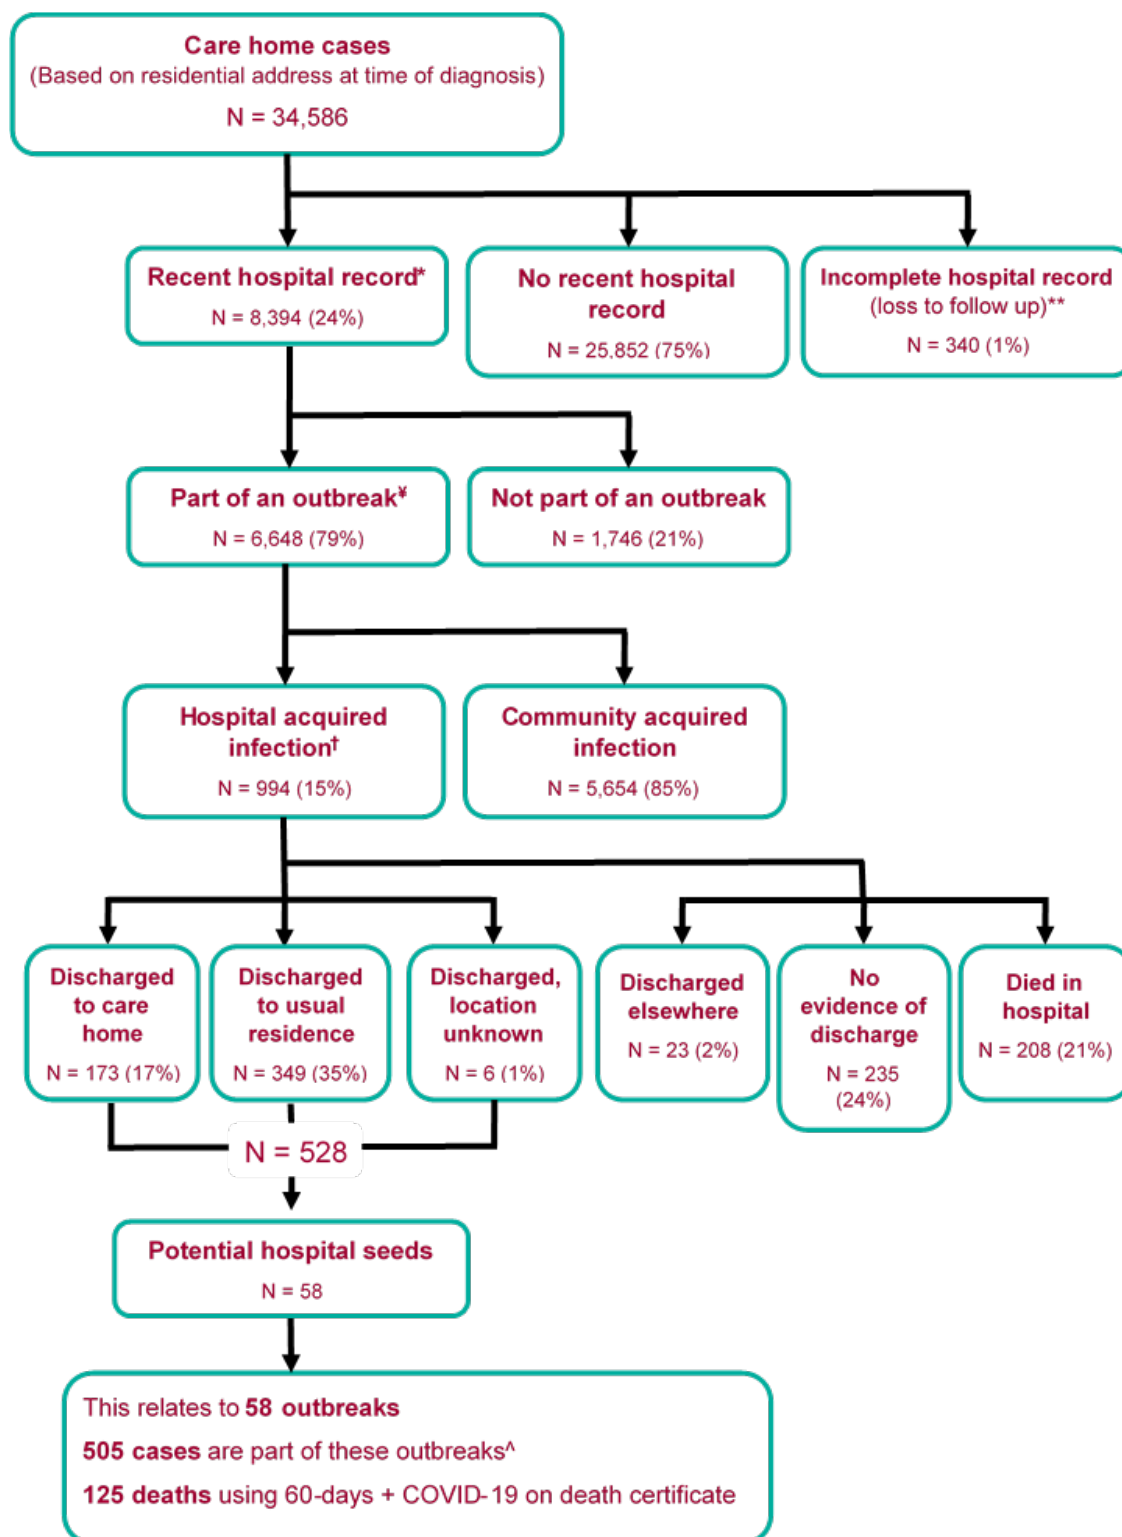 Care home cases
(Based on residential address at time of diagnosis)
N = 34,586
Recent hospital record*
N = 8,394 (24%)
No recent hospital
record
N = 25,852 (75%)
Incomplete hospital record
(loss to follow up)**
N = 340 (1%)
Part of an outbreak¥
N = 6,648 (79%)
Not part of an outbreak
N = 1,746 (21%)
Hospital acquired
infection†
N = 994 (15%)
Community acquired
infection
N = 5,654 (85%)
Discharged
to care
home
N = 173 (17%)
Discharged
to usual
residence
N = 349 (35%)
Discharged,
location
unknown
N = 6 (1%)
Discharged
elsewhere
N = 23 (2%)
No
evidence of
discharge
N = 235
(24%)
Died in
hospital
N = 208 (21%)
N = 528
Potential hospital seeds
N = 58
This relates to 58 outbreaks
505 cases are part of these outbreaks^
125 deaths using 60-days + COVID-19 on death certificate